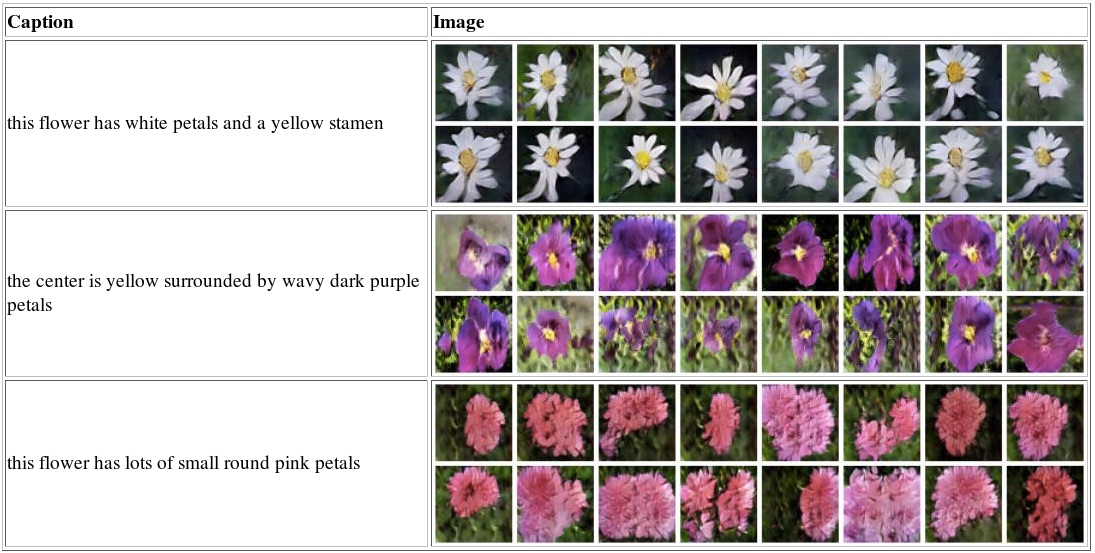 Caption
Image
this flower has white petals and a yellow stamen
the center is yellow surrounded by wavy dark purple
petals
this flower has lots of small round pink petals